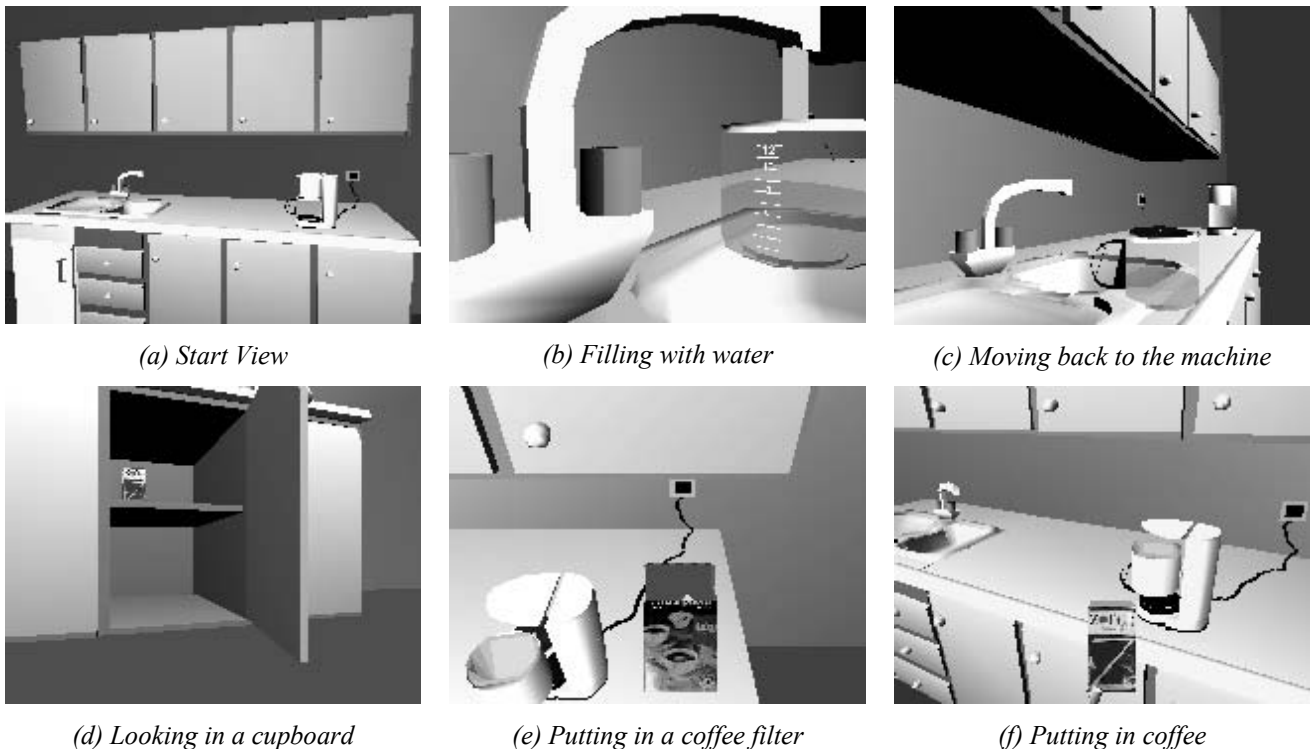 12
(a) Start View
(b) Filling with water
(c) Moving back to the machine
(d) Looking in a cupboard
(e) Putting in a coffee filter
(f) Putting in coffee